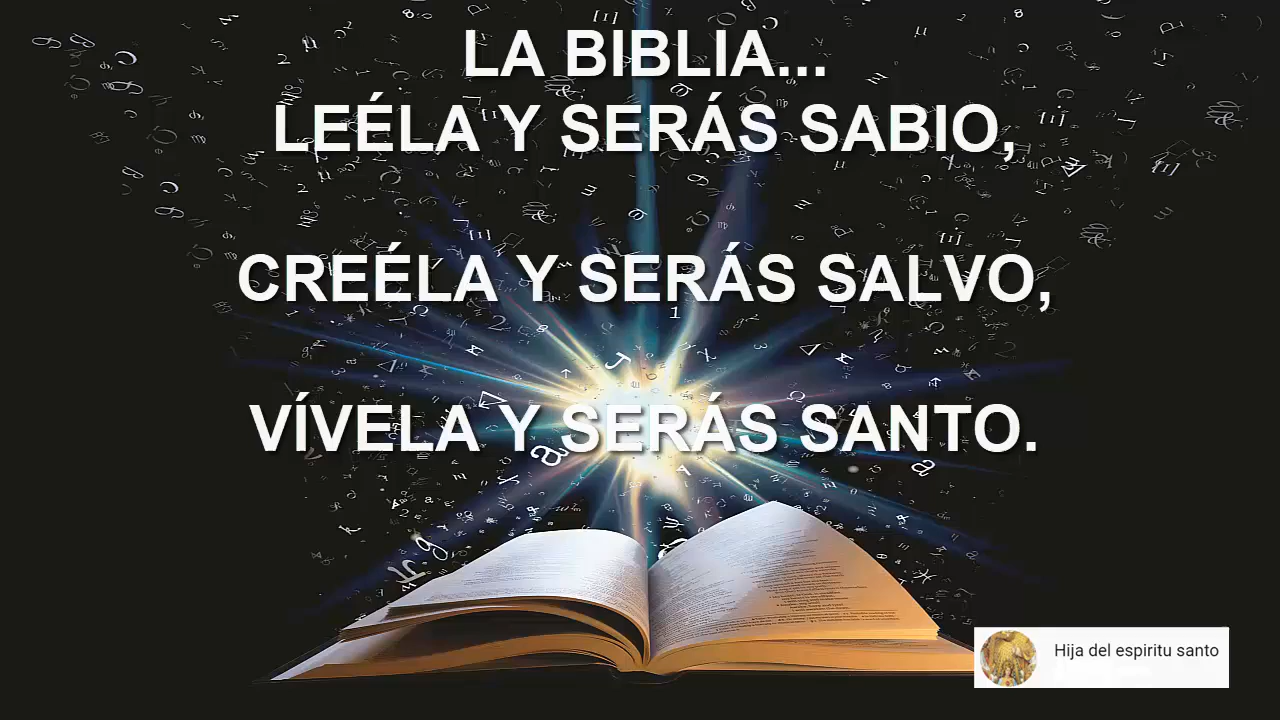 LA BIBLIA...
LEÉLA Y SERÁS SABIO,
CREÉLA Y SERÁS SALVO,
VÍVELA Y SERÁS SANTO.
Hija del espiritu santo